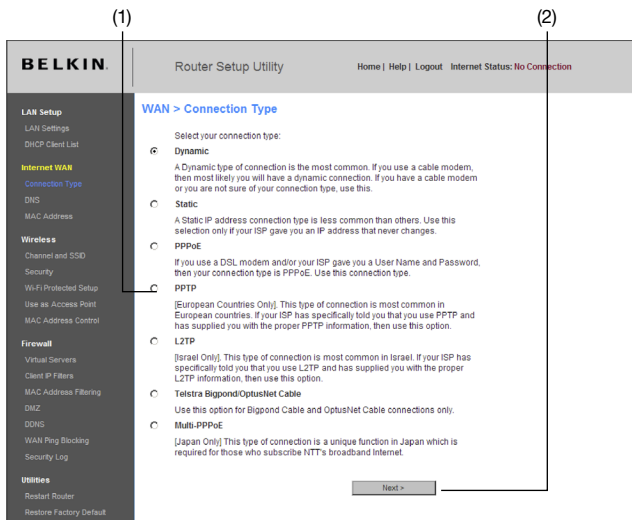 (1) (2)
BELKIN.
Router Setup Utility
Home | Help | Logout Internet Status: No Connection
LAN Setup
LAN Settings
DHCP Client List
Internet WAN
Connection Type
DNS
MAC Address
Wireless
Channel and SSID
Security
Wi-Fi Protected Setup
Use as Access Point
MAC Address Control
Firewall
Virtual Servers
Client IP Filters
MAC Address Filtering
DMZ
DDNS
WAN Ping Blocking
Security Log
Utilities
Restart Router
Restore Factory Default
WAN > Connection Type
Select your connection type:
Dynamic
A Dynamic type of connection is the most common. If you use a cable modem,
then most likely you will have a dynamic connection. If you have a cable modem
or you are not sure of your connection type, use this.
Static
A Static IP address connection type is less common than others. Use this
selection only if your ISP gave you an IP address that never changes.
PPPoE
If you use a DSL modem and/or your ISP gave you a User Name and Password,
then your connection type is PPPoE. Use this connection type.
PPTP
[European Countries Only]. This type of connection is most common in
European countries. If your ISP has specifically told you that you use PPTP and
has supplied you with the proper PPTP information, then use this option.
L2TP
[Israel Only]. This type of connection is most common in Israel. If your ISP has
specifically told you that you use L2TP and has supplied you with the proper
L2TP information, then use this option.
Telstra Bigpond/OptusNet Cable
Use this option for Bigpond Cable and OptusNet Cable connections only.
Multi-PPPoE
[Japan Only] This type of connection is a unique function in Japan which is
required for those who subscribe NTT's broadband Internet.
Next >